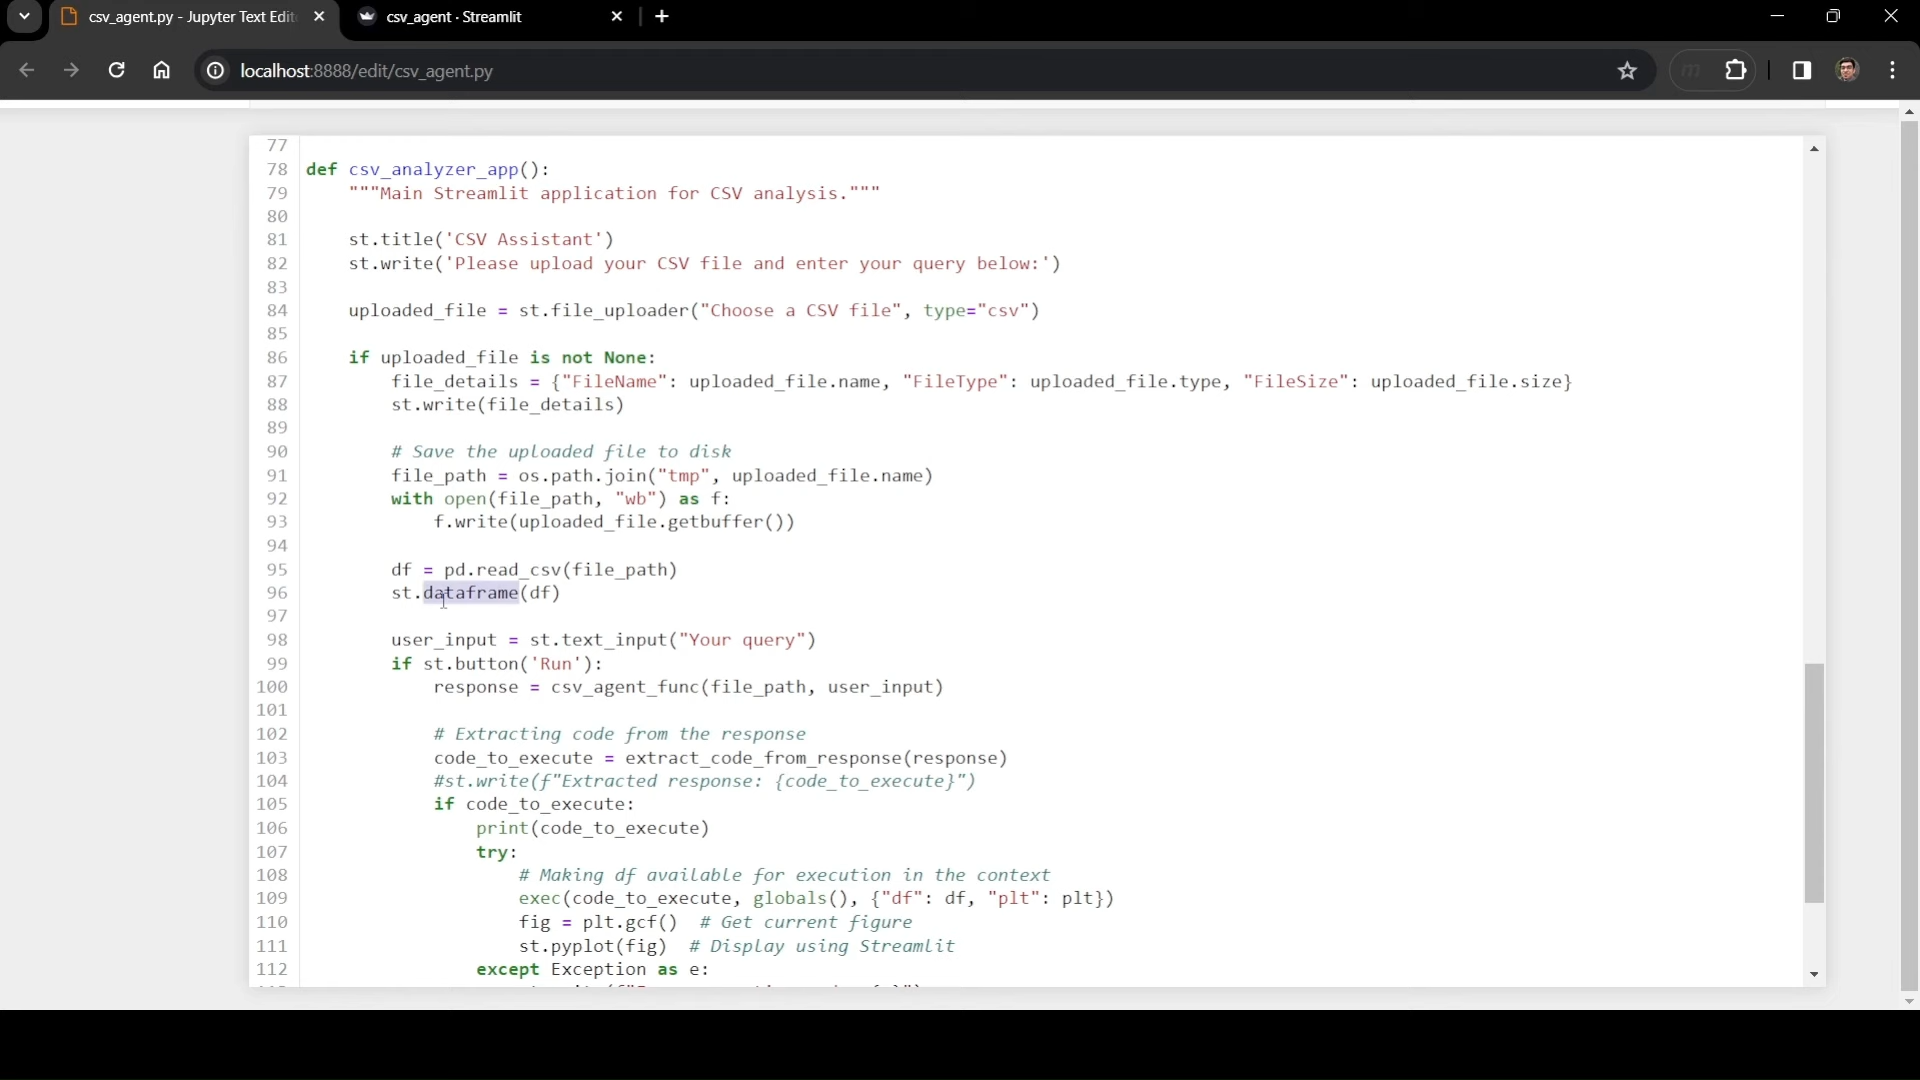 csv_agent.py - Jupyter Text Edit
csv_agent · Streamlit
localhost:8888/edit/csv_agent.py
77
78 def csv_analyzer_app():
79 """Main Streamlit application for CSV analysis."""
80
81 st.title('CSV Assistant')
82 st.write('Please upload your CSV file and enter your query below:')
83
84 uploaded_file = st.file_uploader("Choose a CSV file", type="csv")
85
86 if uploaded_file is not None:
87 file_details = {"FileName": uploaded_file.name, "FileType": uploaded_file.type, "FileSize": uploaded_file.size}
88 st.write(file_details)
89
90 # Save the uploaded file to disk
91 file_path = os.path.join("tmp", uploaded_file.name)
92 with open(file_path, "wb") as f:
93 f.write(uploaded_file.getbuffer())
94
95 df = pd.read_csv(file_path)
96 st.dataframe(df)
97
98 user_input = st.text_input("Your query")
99 if st.button('Run'):
100 response = csv_agent_func(file_path, user_input)
101
102 # Extracting code from the response
103 code_to_execute = extract_code_from_response(response)
104 #st.write(f"Extracted response: {code_to_execute}")
105 if code_to_execute:
106 print(code_to_execute)
107 try:
108 # Making df available for execution in the context
109 exec(code_to_execute, globals(), {"df": df, "plt": plt})
110 fig = plt.gcf() # Get current figure
111 st.pyplot(fig) # Display using Streamlit
112 except Exception as e: